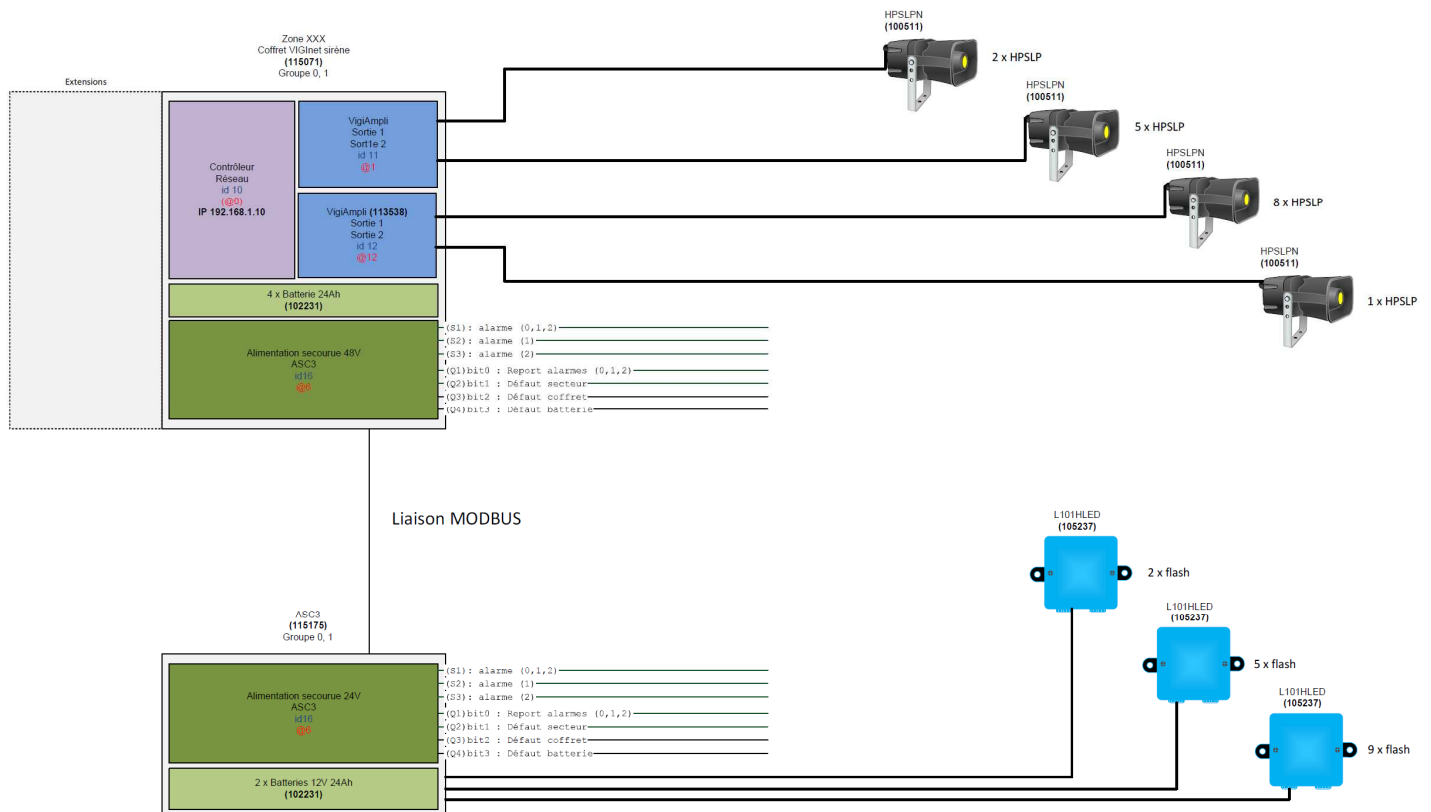 Zone XXX
Coffret VIGInet sirène
(115071)
Groupe 0, 1
Extensions
Contrôleur
Réseau
id 10
(@0)
IP 192.168.1.10
VigiAmpli
Sortie 1
Sort1e 2
id 11
@1
VigiAmpli (113538)
Sortie 1
Sortie 2
id 12
@12
4 x Batterie 24Ah
(102231)
Alimentation secourue 48V
ASC3
id16
@6
(S1): alarme (0,1,2)
(S2): alarme (1)
(S3): alarme (2)
(Q1)bit0 : Report alarmes (0,1,2)
(Q2)bit1 : Défaut secteur
(Q3)bit2 : Défaut coffret
(Q4)bit3 : Défaut batterie
HPSLPN
(100511)
2 x HPSLP
HPSLPN
(100511)
5 x HPSLP
HPSLPN
(100511)
8 x HPSLP
HPSLPN
(100511)
1 x HPSLP
Liaison MODBUS
ASC3
(115175)
Groupe 0, 1
Alimentation secourue 24V
ASC3
id16
@6
2 x Batteries 12V 24Ah
(102231)
(S1): alarme (0,1,2)
(S2): alarme (1)
(S3): alarme (2)
(Q1)bit0 : Report alarmes (0,1,2)
(Q2)bit1 : Défaut secteur
(Q3)bit2 : Défaut coffret
(Q4)bit3 : Défaut batterie
L101HLED
(105237)
2 x flash
L101HLED
(105237)
5 x flash
L101HLED
(105237)
9 x flash